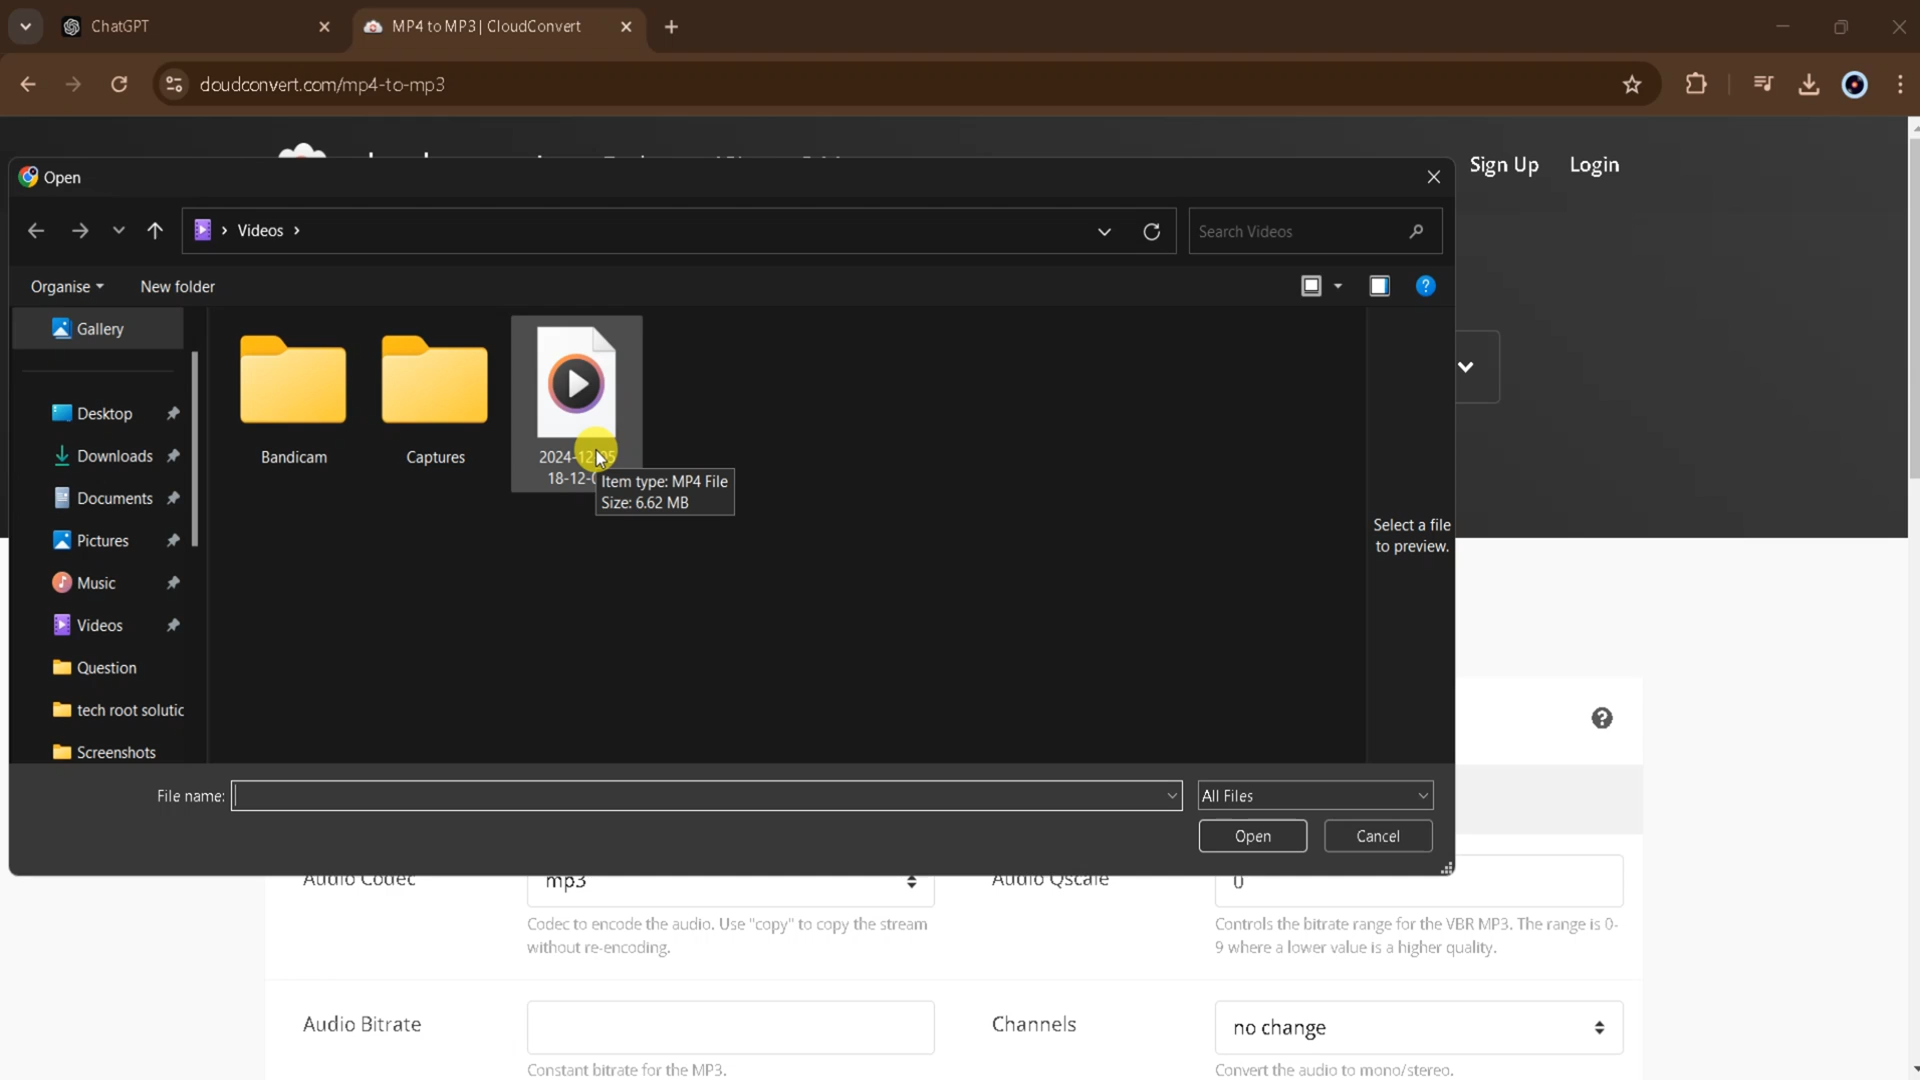 ChatGPT
MP4 to MP3 | CloudConvert
cloudconvert.com/mp4-to-mp3
Sign Up Login
Open
Videos
Search Videos
Organise New folder
Gallery
Desktop
Downloads
Documents
Pictures
Music
Videos
Question
tech root solutic
Screenshots
Bandicam
Captures
Item type: MP4 File
Size: 6.62 MB
Select a file
to preview.
File name:
All Files
Open Cancel
Audio Codec mp3 Audio Qscale 0
Codec to encode the audio. Use "copy" to copy the stream
without re-encoding.
Controls the bitrate range for the VBR MP3. The range is 0-
9 where a lower value is a higher quality.
Audio Bitrate Channels no change
Constant bitrate for the MP3.
Convert the audio to mono/stereo.